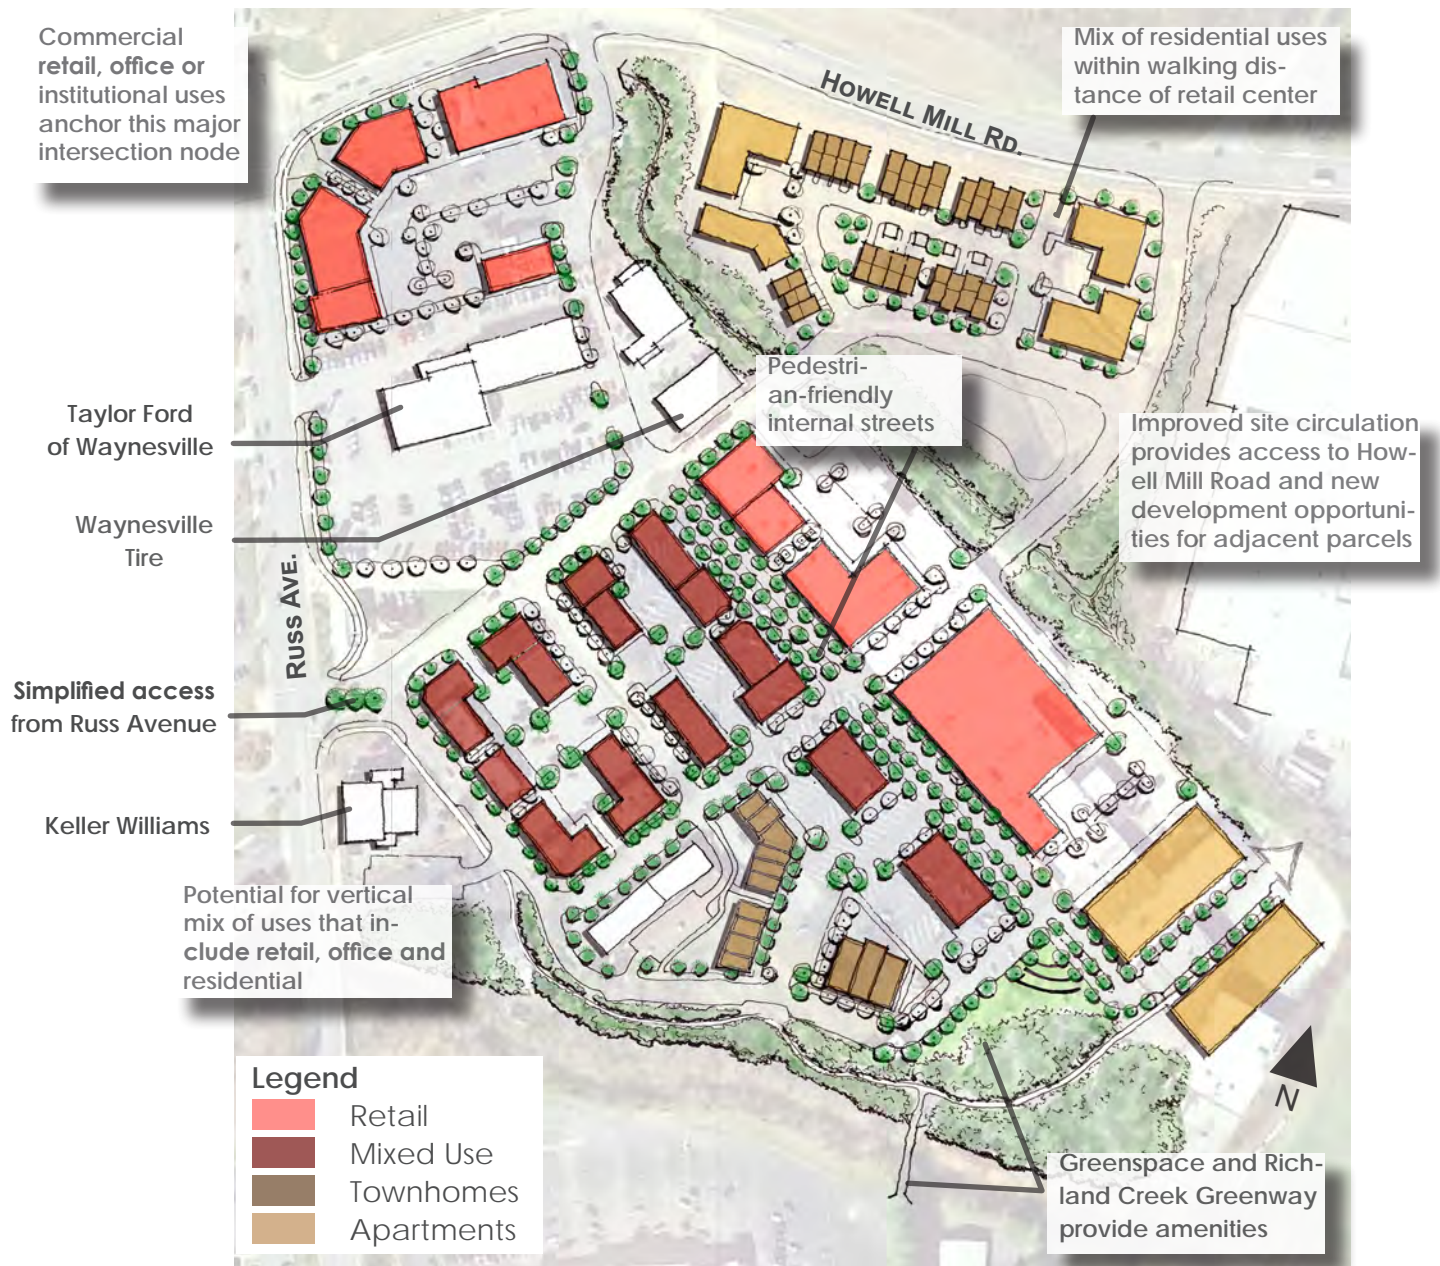 Commercial
retail, office or
institutional uses
anchor this major
intersection node
HOWELL MILL RD.
Mix of residential uses
within walking dis-
tance of retail center
Taylor Ford
of Waynesville
Pedestri-
an-friendly
internal streets
Improved site circulation
provides access to How-
ell Mill Road and new
development opportuni-
ties for adjacent parcels
Waynesville
Tire
RUSS AVE.
Simplified access
from Russ Avenue
Keller Williams
Potential for vertical
mix of uses that in-
clude retail, office and
residential
Legend
Retail
Mixed Use
Townhomes
Apartments
N
Greenspace and Rich-
land Creek Greenway
provide amenities